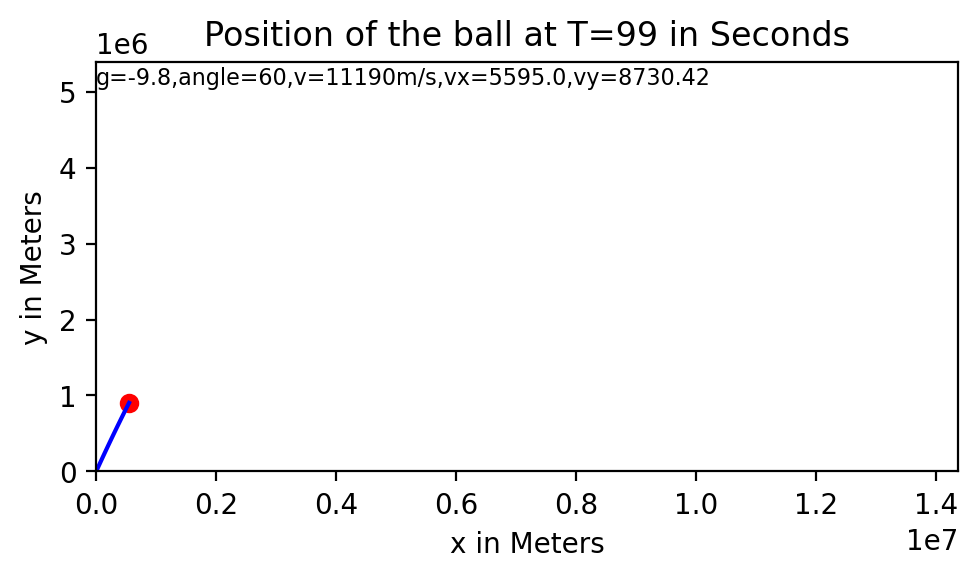 Position of the ball at T=99 in Seconds
1e6
g=-9.8,angle=60,v=11190m/s,vx=5595.0,vy=8730.42
5
4
3
2
1
0
y in Meters
0.0 0.2 0.4 0.6 0.8 1.0 1.2 1.4
x in Meters
1e7